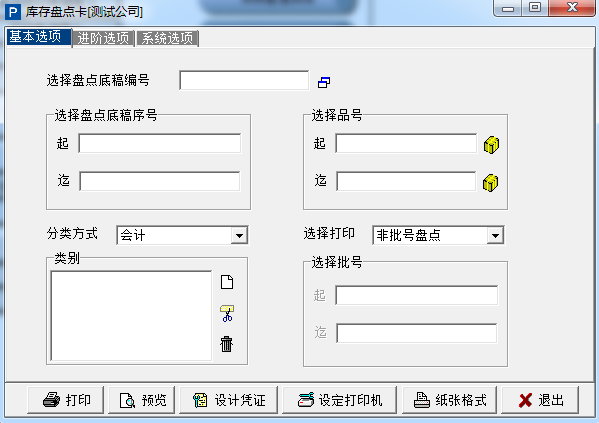 库存盘点卡[测试公司]
基本选项 进阶选项 系统选项
选择盘点底稿编号
选择盘点底稿序号
起
迄
选择品号
起
迄
分类方式 会计
选择打印 非批号盘点
类别
选择批号
起
迄
打印 预览 设计凭证 设定打印机 纸张格式 退出